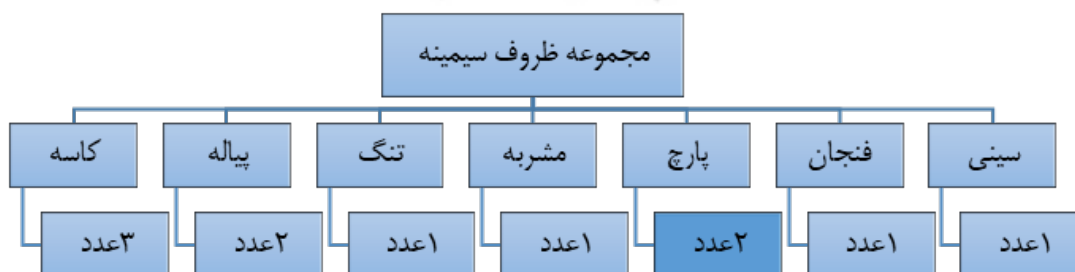 مجموعه ظروف سیمینه
سینی
فنجان
پارچ
مشربه
تنگ
پیاله
کاسه
۱عدد
۱عدد
۲عدد
۱عدد
۱عدد
۲عدد
۳عدد